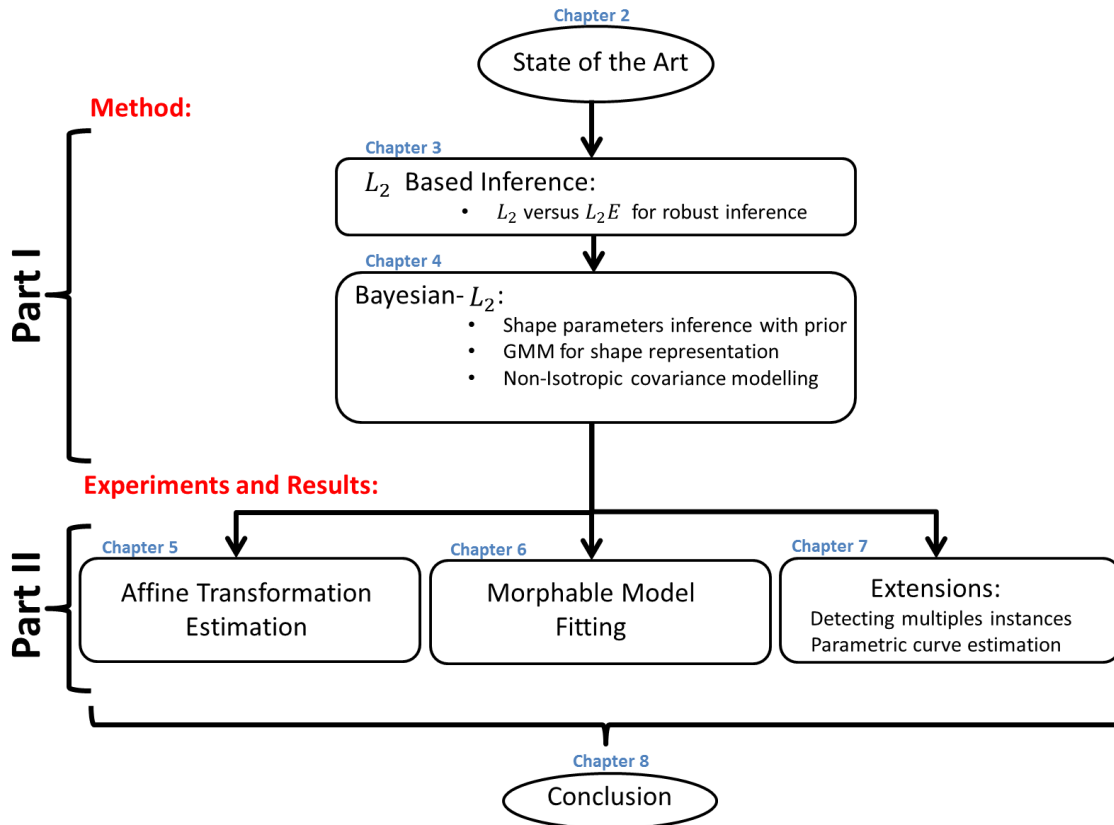 Chapter 2
State of the Art
Method:
Part I
Chapter 3
L₂ Based Inference:
• L₂ versus L₂E for robust inference
Chapter 4
Bayesian- L₂:
• Shape parameters inference with prior
• GMM for shape representation
• Non-Isotropic covariance modelling
Experiments and Results:
Part II
Chapter 5
Affine Transformation
Estimation
Chapter 6
Morphable Model
Fitting
Chapter 7
Extensions:
Detecting multiples instances
Parametric curve estimation
Chapter 8
Conclusion